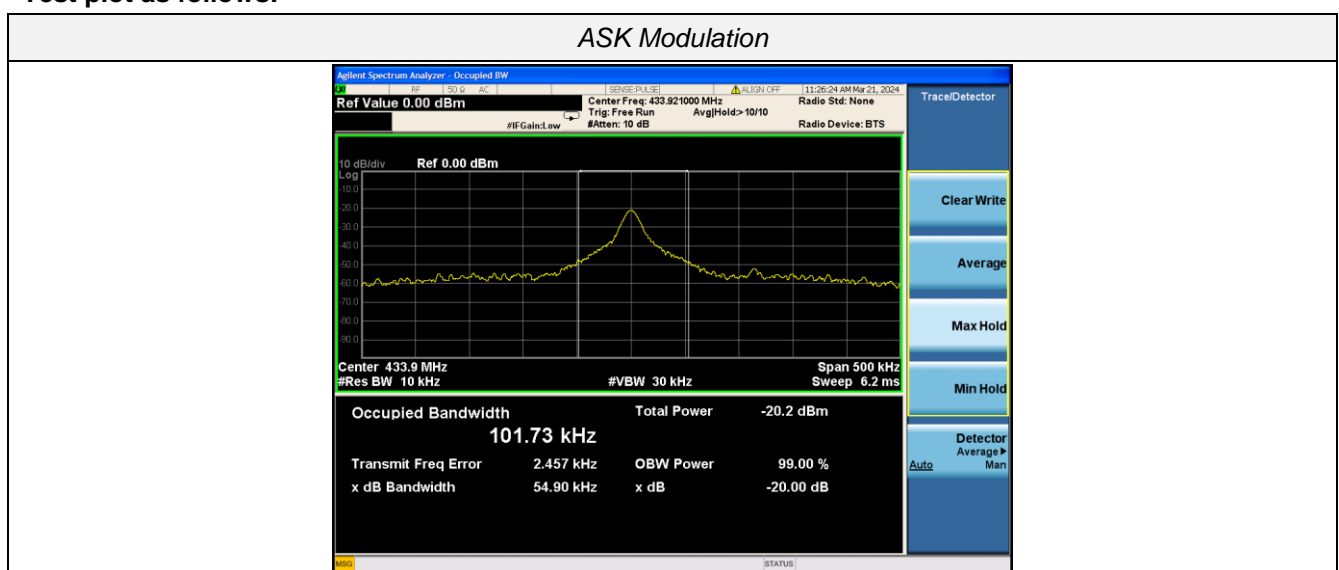 Test plot as follows:
ASK Modulation
Agilent Spectrum Analyzer - Occupied BW
RF 50 Ω AC SENSE:PULSE ALIGN OFF 11:26:24 AM Mar 21, 2024
Ref Value 0.00 dBm Center Freq: 433.921000 MHz Radio Std: None
Trig: Free Run Avg|Hold:> 10/10
#IFGain:Low #Atten: 10 dB Radio Device: BTS
Trace/Detector
10 dB/div Ref 0.00 dBm
Log
-10.0
-20.0
-30.0
-40.0
-50.0
-60.0
-70.0
-80.0
-90.0
Center 433.9 MHz Span 500 kHz
#Res BW 10 kHz #VBW 30 kHz Sweep 6.2 ms
Occupied Bandwidth Total Power -20.2 dBm
101.73 kHz
Transmit Freq Error 2.457 kHz OBW Power 99.00 %
x dB Bandwidth 54.90 kHz x dB -20.00 dB
Clear Write
Average
Max Hold
Min Hold
Detector
Average
Auto Man
MSG STATUS